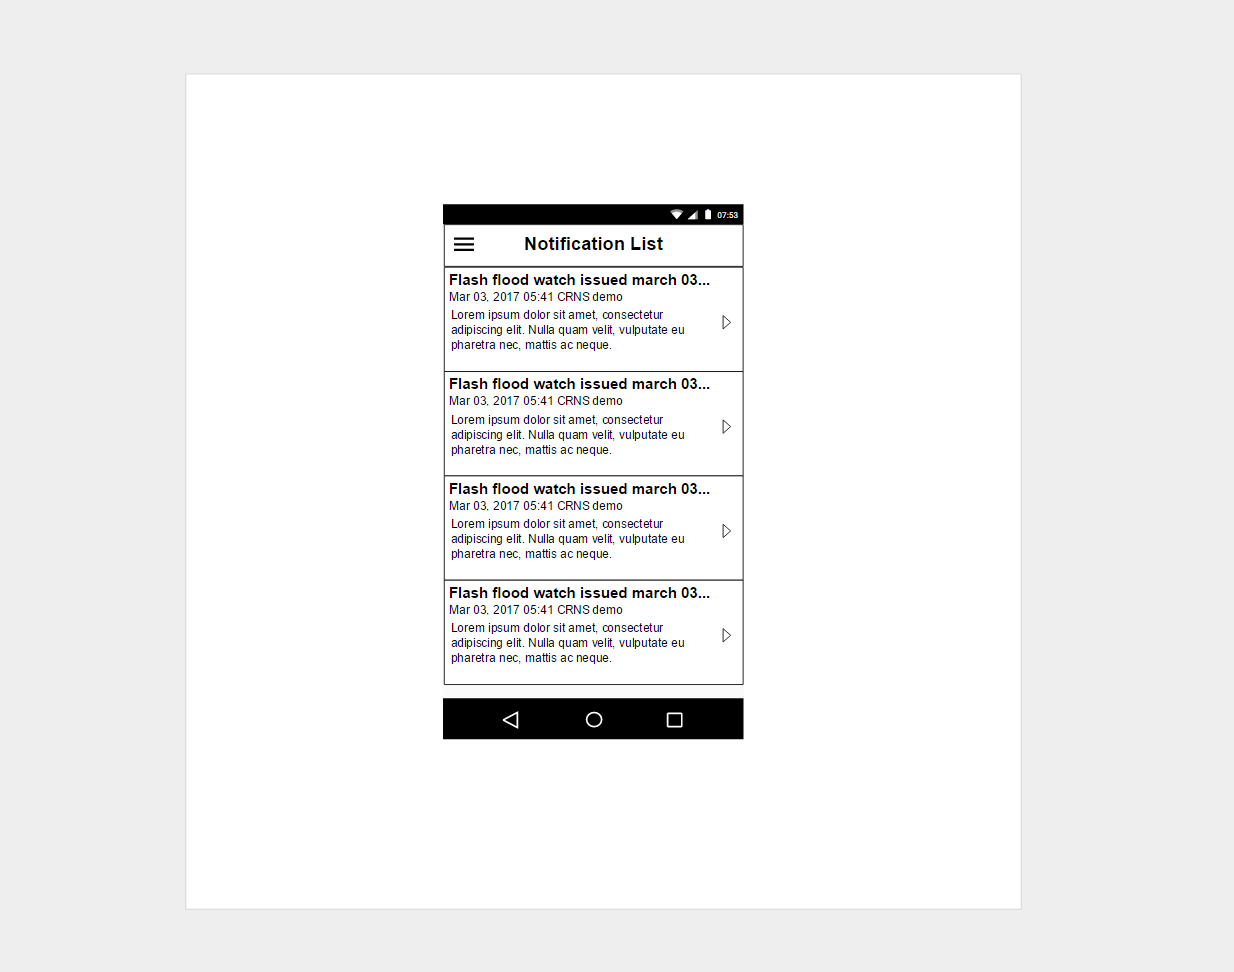 07:53
Notification List
Flash flood watch issued march 03...
Mar 03, 2017 05:41 CRNS demo
Lorem ipsum dolor sit amet, consectetur
adipiscing elit. Nulla quam velit, vulputate eu
pharetra nec, mattis ac neque.
Flash flood watch issued march 03...
Mar 03, 2017 05:41 CRNS demo
Lorem ipsum dolor sit amet, consectetur
adipiscing elit. Nulla quam velit, vulputate eu
pharetra nec, mattis ac neque.
Flash flood watch issued march 03...
Mar 03, 2017 05:41 CRNS demo
Lorem ipsum dolor sit amet, consectetur
adipiscing elit. Nulla quam velit, vulputate eu
pharetra nec, mattis ac neque.
Flash flood watch issued march 03...
Mar 03, 2017 05:41 CRNS demo
Lorem ipsum dolor sit amet, consectetur
adipiscing elit. Nulla quam velit, vulputate eu
pharetra nec, mattis ac neque.